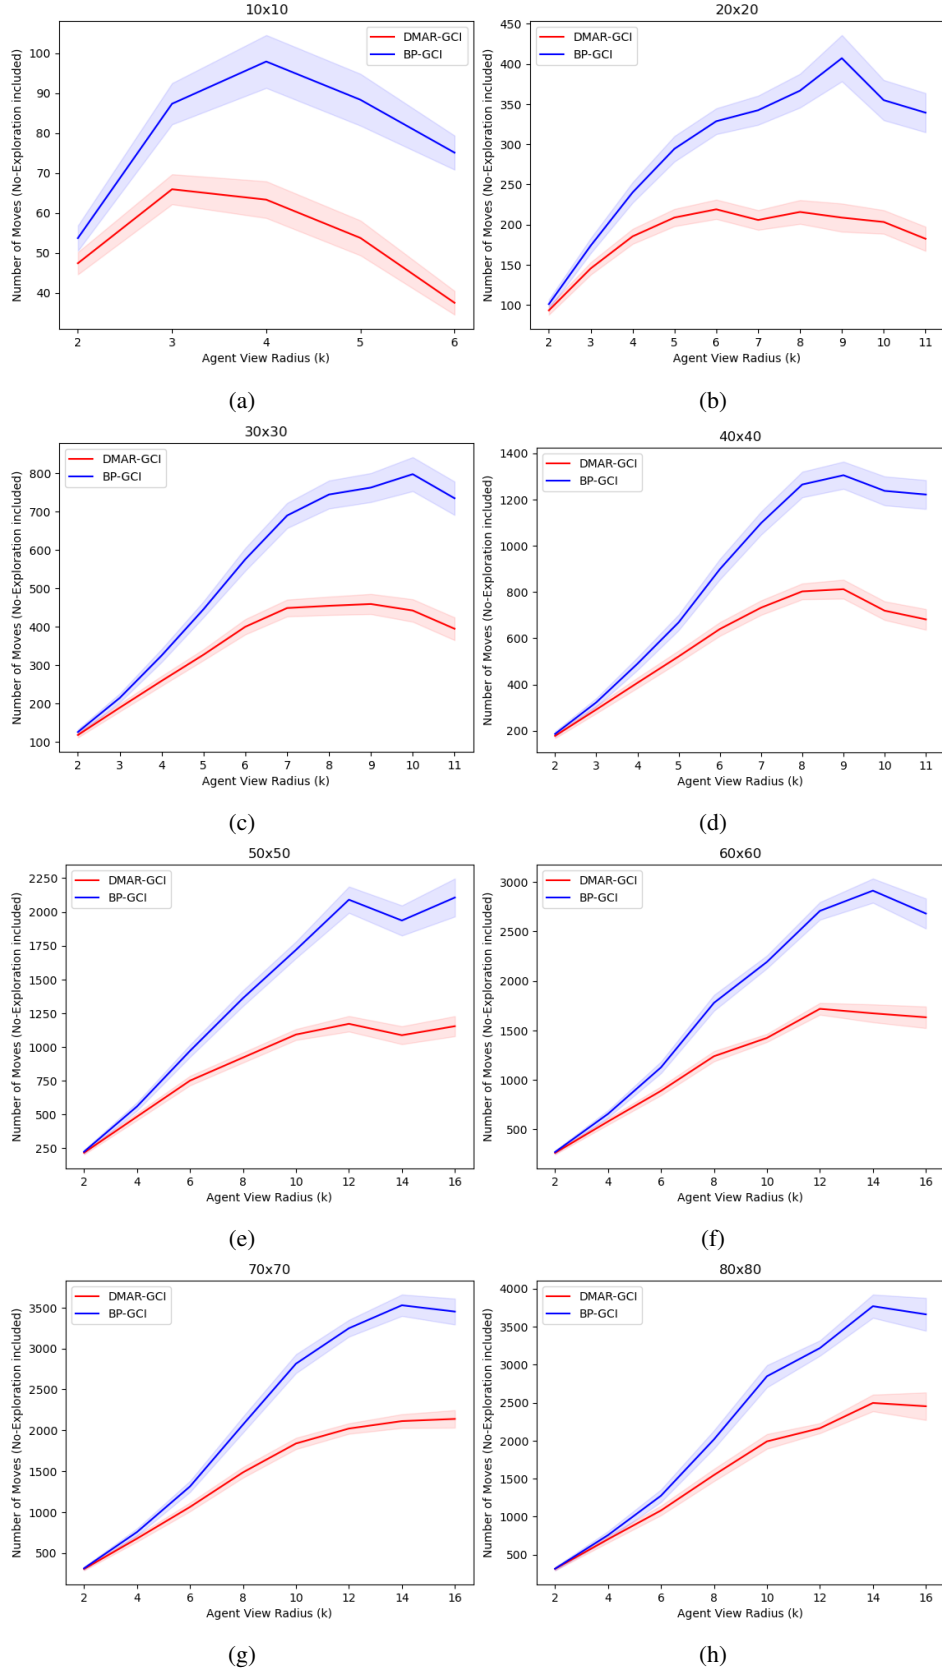 10x10
Number of Moves (No-Exploration included)
100
90
80
70
60
50
40
DMAR-GCI
BP-GCI
2 3 4 5 6
Agent View Radius (k)
(a)
20x20
Number of Moves (No-Exploration included)
450
400
350
300
250
200
150
100
DMAR-GCI
BP-GCI
2 3 4 5 6 7 8 9 10 11
Agent View Radius (k)
(b)
30x30
Number of Moves (No-Exploration included)
800
700
600
500
400
300
200
100
DMAR-GCI
BP-GCI
2 3 4 5 6 7 8 9 10 11
Agent View Radius (k)
(c)
40x40
Number of Moves (No-Exploration included)
1400
1200
1000
800
600
400
200
DMAR-GCI
BP-GCI
2 3 4 5 6 7 8 9 10 11
Agent View Radius (k)
(d)
50x50
Number of Moves (No-Exploration included)
2250
2000
1750
1500
1250
1000
750
500
250
DMAR-GCI
BP-GCI
2 4 6 8 10 12 14 16
Agent View Radius (k)
(e)
60x60
Number of Moves (No-Exploration included)
3000
2500
2000
1500
1000
500
DMAR-GCI
BP-GCI
2 4 6 8 10 12 14 16
Agent View Radius (k)
(f)
70x70
Number of Moves (No-Exploration included)
3500
3000
2500
2000
1500
1000
500
DMAR-GCI
BP-GCI
2 4 6 8 10 12 14 16
Agent View Radius (k)
(g)
80x80
Number of Moves (No-Exploration included)
4000
3500
3000
2500
2000
1500
1000
500
DMAR-GCI
BP-GCI
2 4 6 8 10 12 14 16
Agent View Radius (k)
(h)